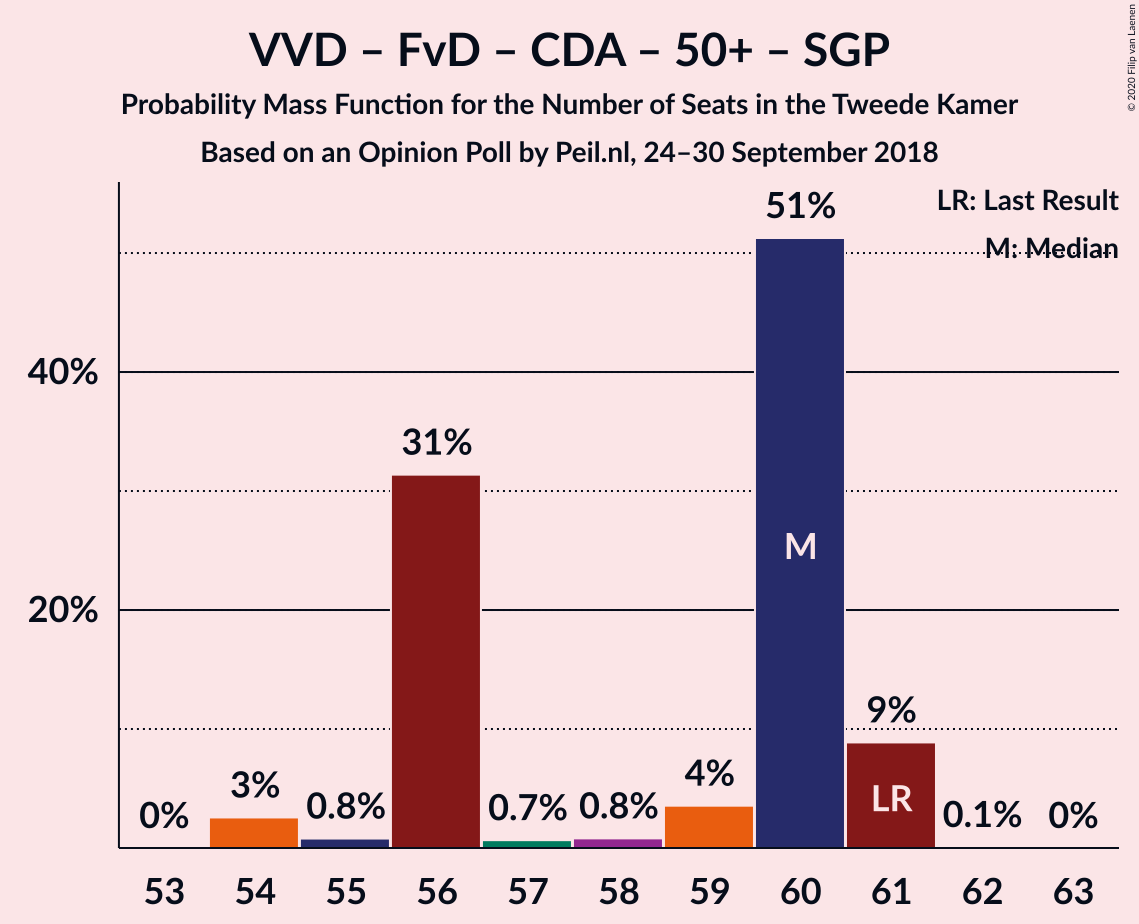 VVD – FvD – CDA – 50+ – SGP
Probability Mass Function for the Number of Seats in the Tweede Kamer
Based on an Opinion Poll by Peil.nl, 24–30 September 2018
© 2020 Filip van Laenen
LR: Last Result
M: Median
40%
20%
0%
3%
0.8%
31%
0.7%
0.8%
4%
51%
9%
0.1%
0%
M
LR
53 54 55 56 57 58 59 60 61 62 63